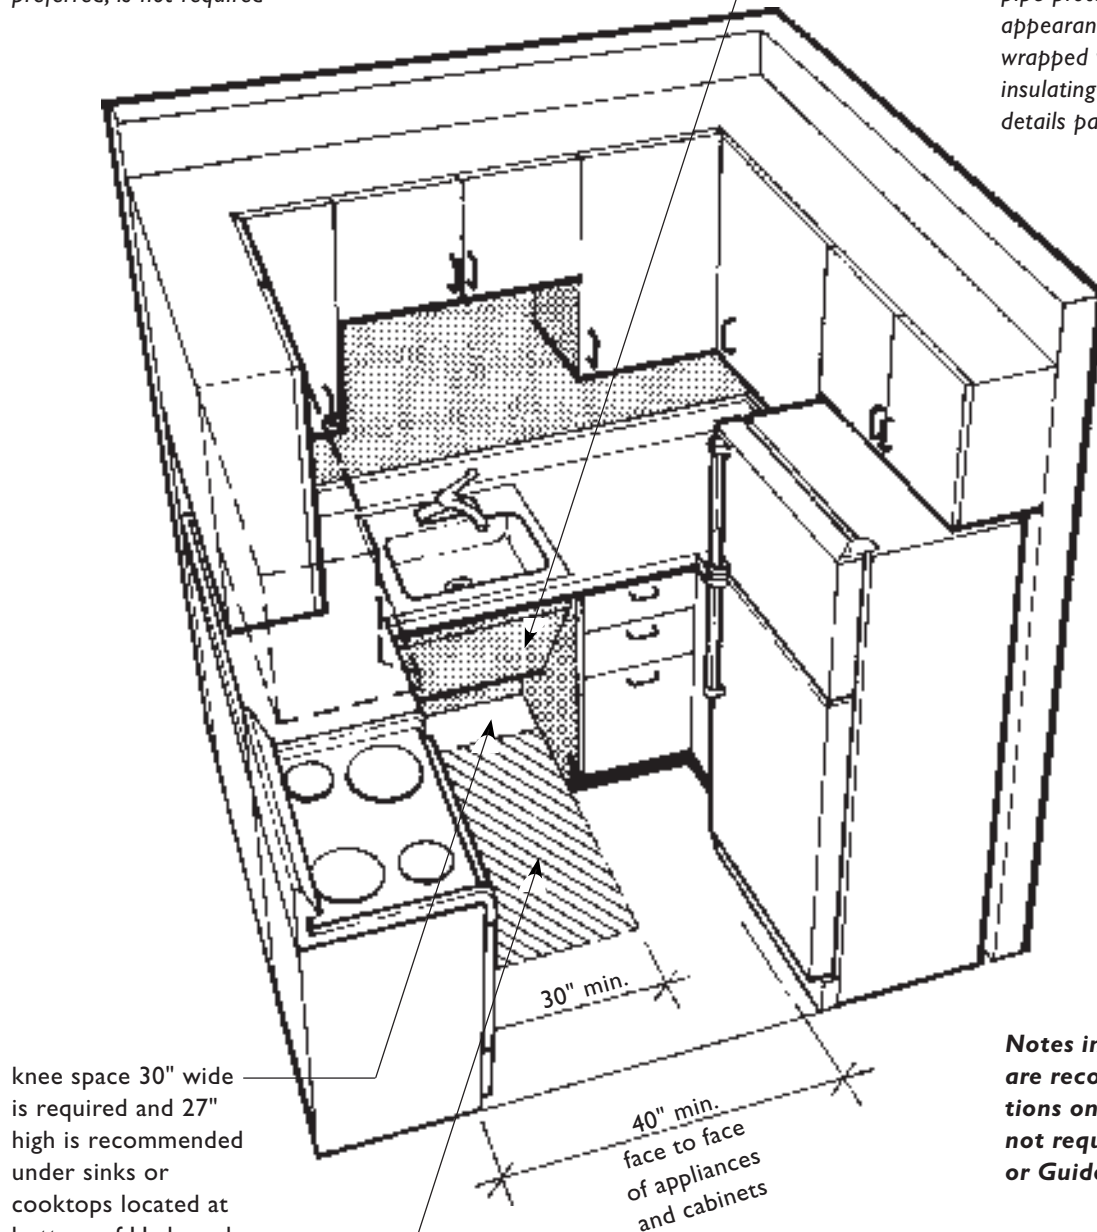 preferred, is not required
appearan
wrapped
insulating
details pa
30" min.
40" min.
face to face
of appliances
and cabinets
knee space 30" wide
is required and 27"
high is recommended
under sinks or
cooktops located at
Notes in
are reco
tions on
not requ
or Guide